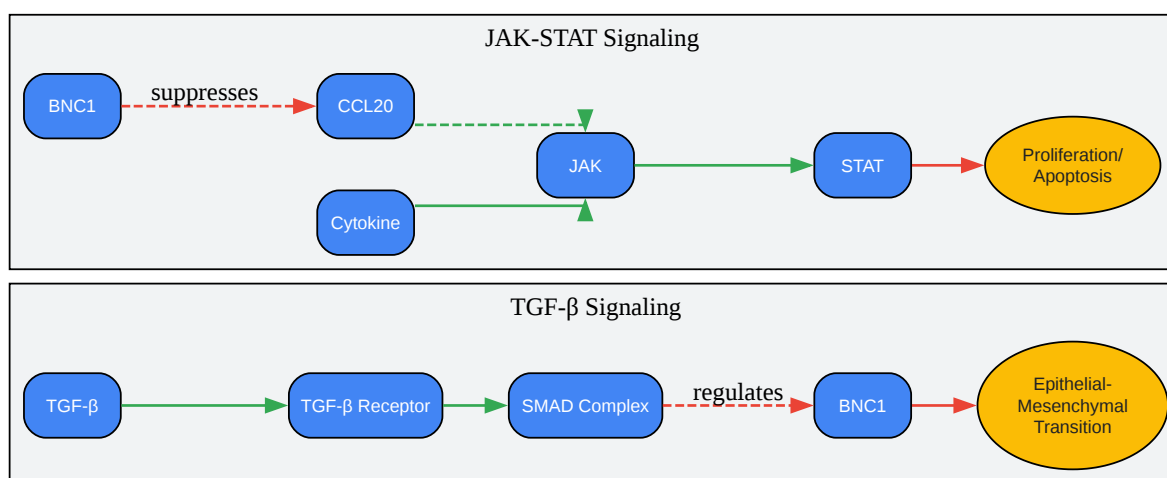 JAK-STAT Signaling
BNC1
suppresses
CCL20
JAK
STAT
Proliferation/
Apoptosis
Cytokine
TGF-β Signaling
TGF-β
TGF-β Receptor
SMAD Complex
regulates
BNC1
Epithelial-
Mesenchymal
Transition